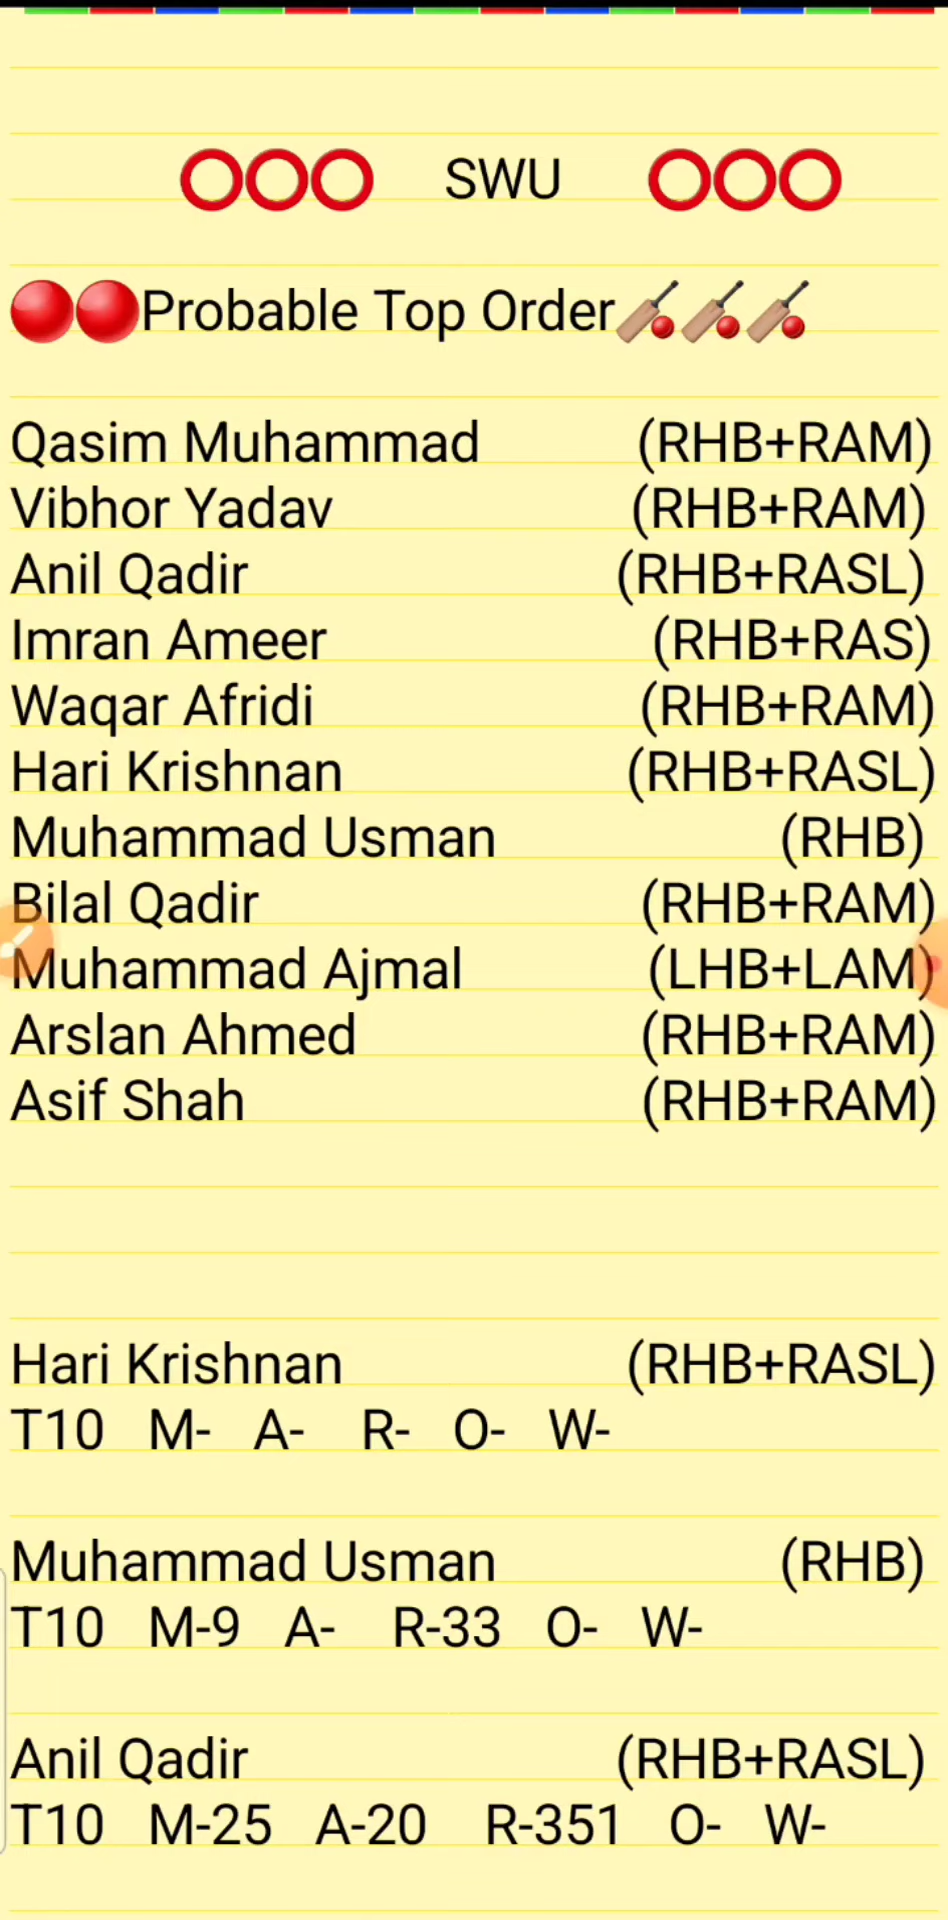 ⭕⭕⭕ SWU ⭕⭕⭕
🔴🔴Probable Top Order🏏🏏🏏
Qasim Muhammad (RHB+RAM)
Vibhor Yadav (RHB+RAM)
Anil Qadir (RHB+RASL)
Imran Ameer (RHB+RAS)
Waqar Afridi (RHB+RAM)
Hari Krishnan (RHB+RASL)
Muhammad Usman (RHB)
Bilal Qadir (RHB+RAM)
Muhammad Ajmal (LHB+LAM)
Arslan Ahmed (RHB+RAM)
Asif Shah (RHB+RAM)
Hari Krishnan (RHB+RASL)
T10 M- A- R- O- W-
Muhammad Usman (RHB)
T10 M-9 A- R-33 O- W-
Anil Qadir (RHB+RASL)
T10 M-25 A-20 R-351 O- W-